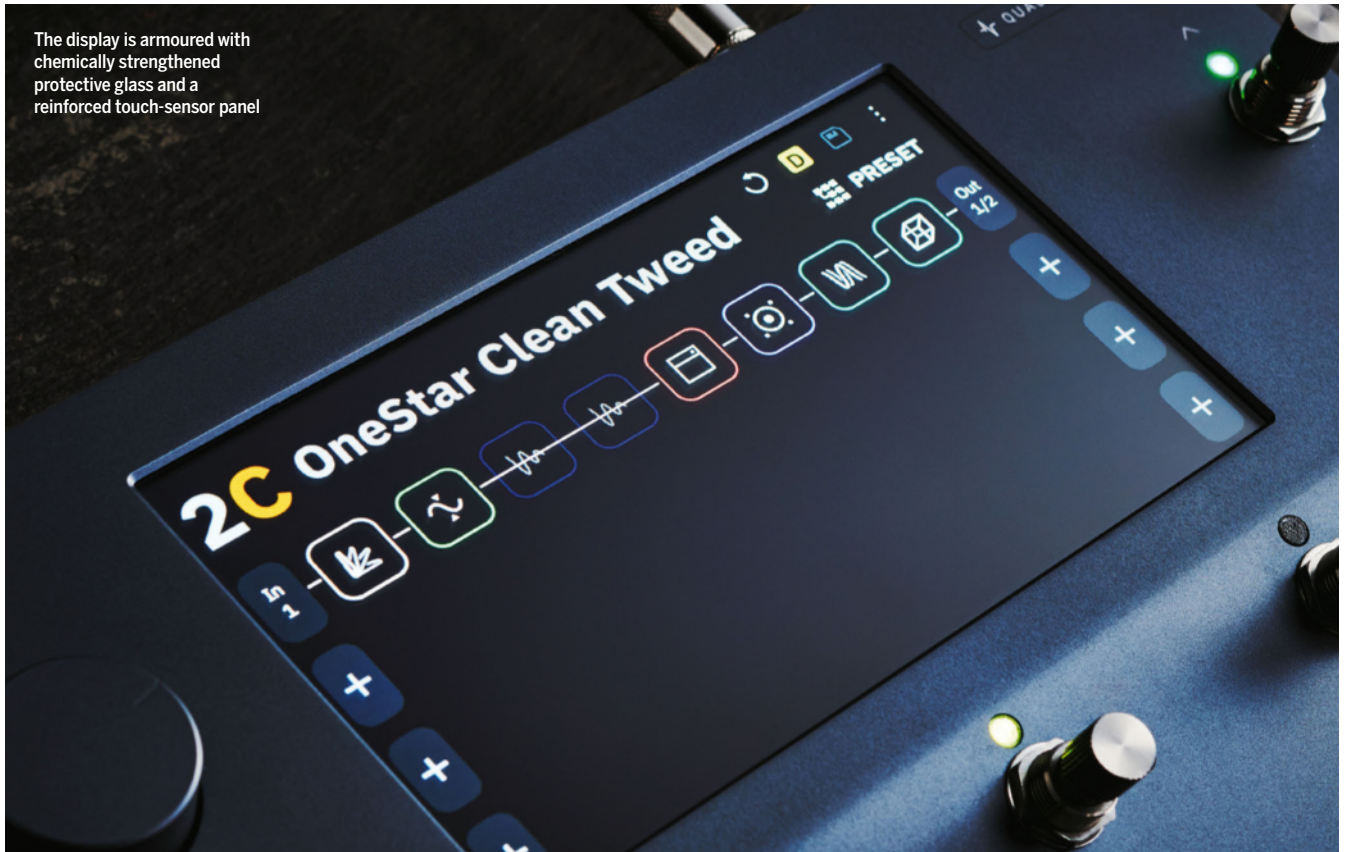 The display is armoured with
chemically strengthened
protective glass and a
reinforced touch-sensor panel
D
PRESET
2C OneStar Clean Tweed
Out
1/2
In
1